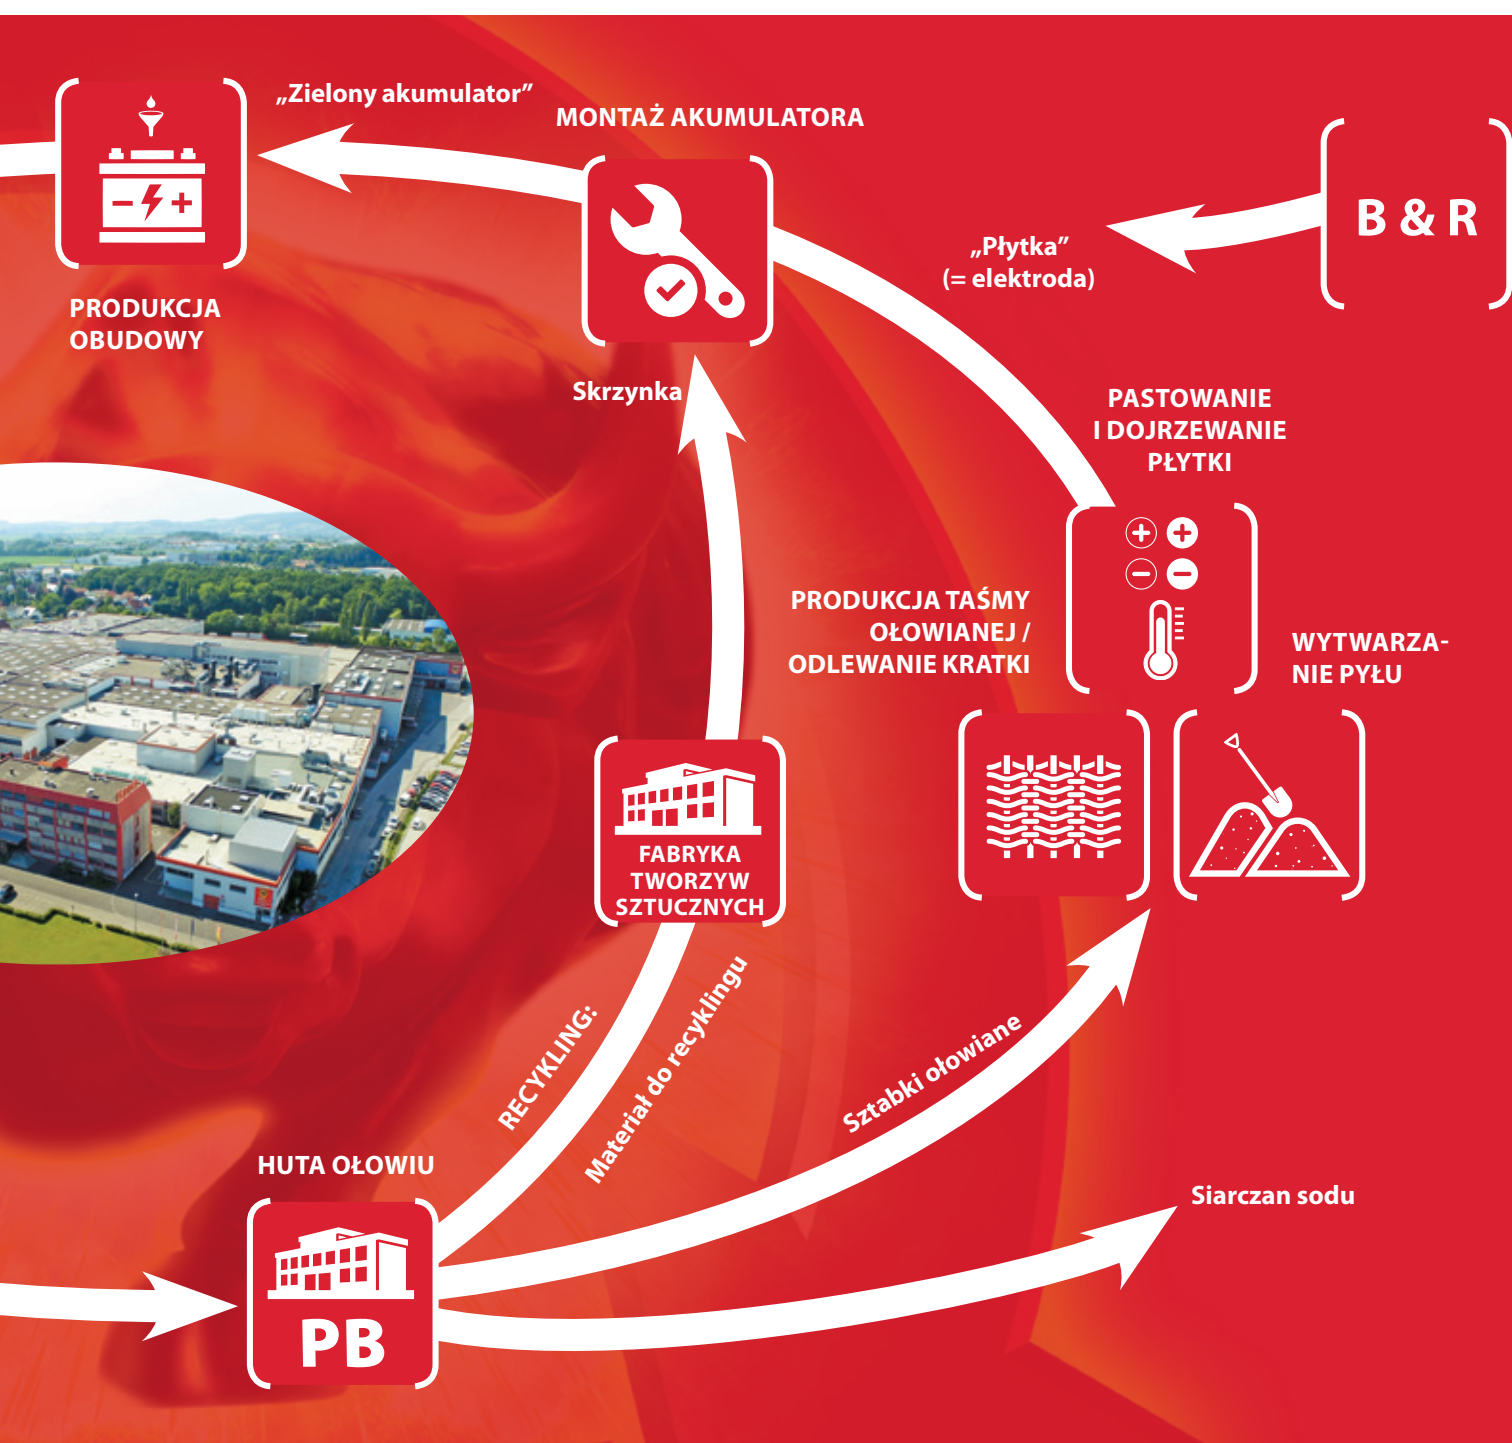 „Zielony akumulator”
MONTAŻ AKUMULATORA
B & R
„Płytka”
(= elektroda)
PRODUKCJA
OBUDOWY
Skrzynka
PASTOWANIE
I DOJRZEWANIE
PŁYTKI
PRODUKCJA TAŚMY
OŁOWIANEJ /
ODLEWANIE KRATKI
WYTWARZA-
NIE PYŁU
FABRYKA
TWORZYW
SZTUCZNYCH
RECYKLING:
Materiał do recyklingu
Sztabki ołowiane
HUTA OŁOWIU
PB
Siarczan sodu